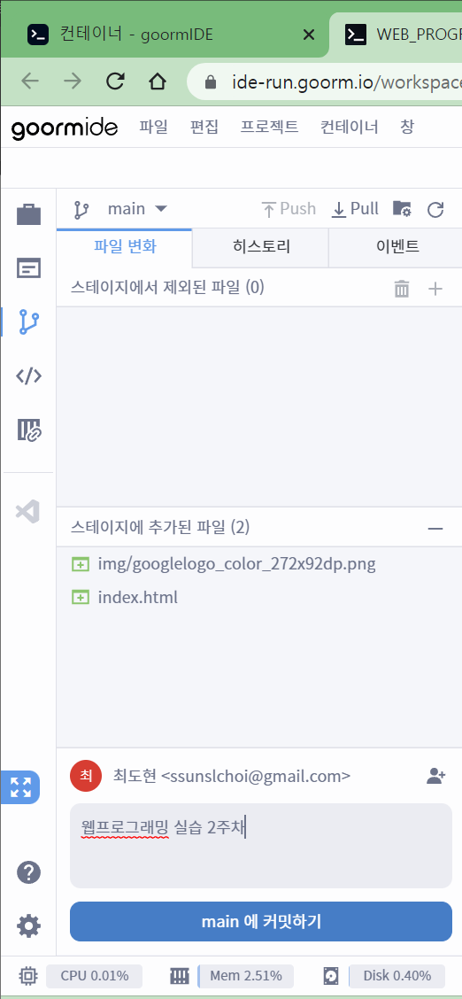 컨테이너 - goormIDE
WEB_PROG
ide-run.goorm.io/workspace
goormide 파일 편집 프로젝트 컨테이너 창
main Push Pull
파일 변화 히스토리 이벤트
스테이지에서 제외된 파일 (0)
스테이지에 추가된 파일 (2)
img/googlelogo_color_272x92dp.png
index.html
최 최도현 <ssunslchoi@gmail.com>
웹프로그래밍 실습 2주차
main 에 커밋하기
CPU 0.01% Mem 2.51% Disk 0.40%